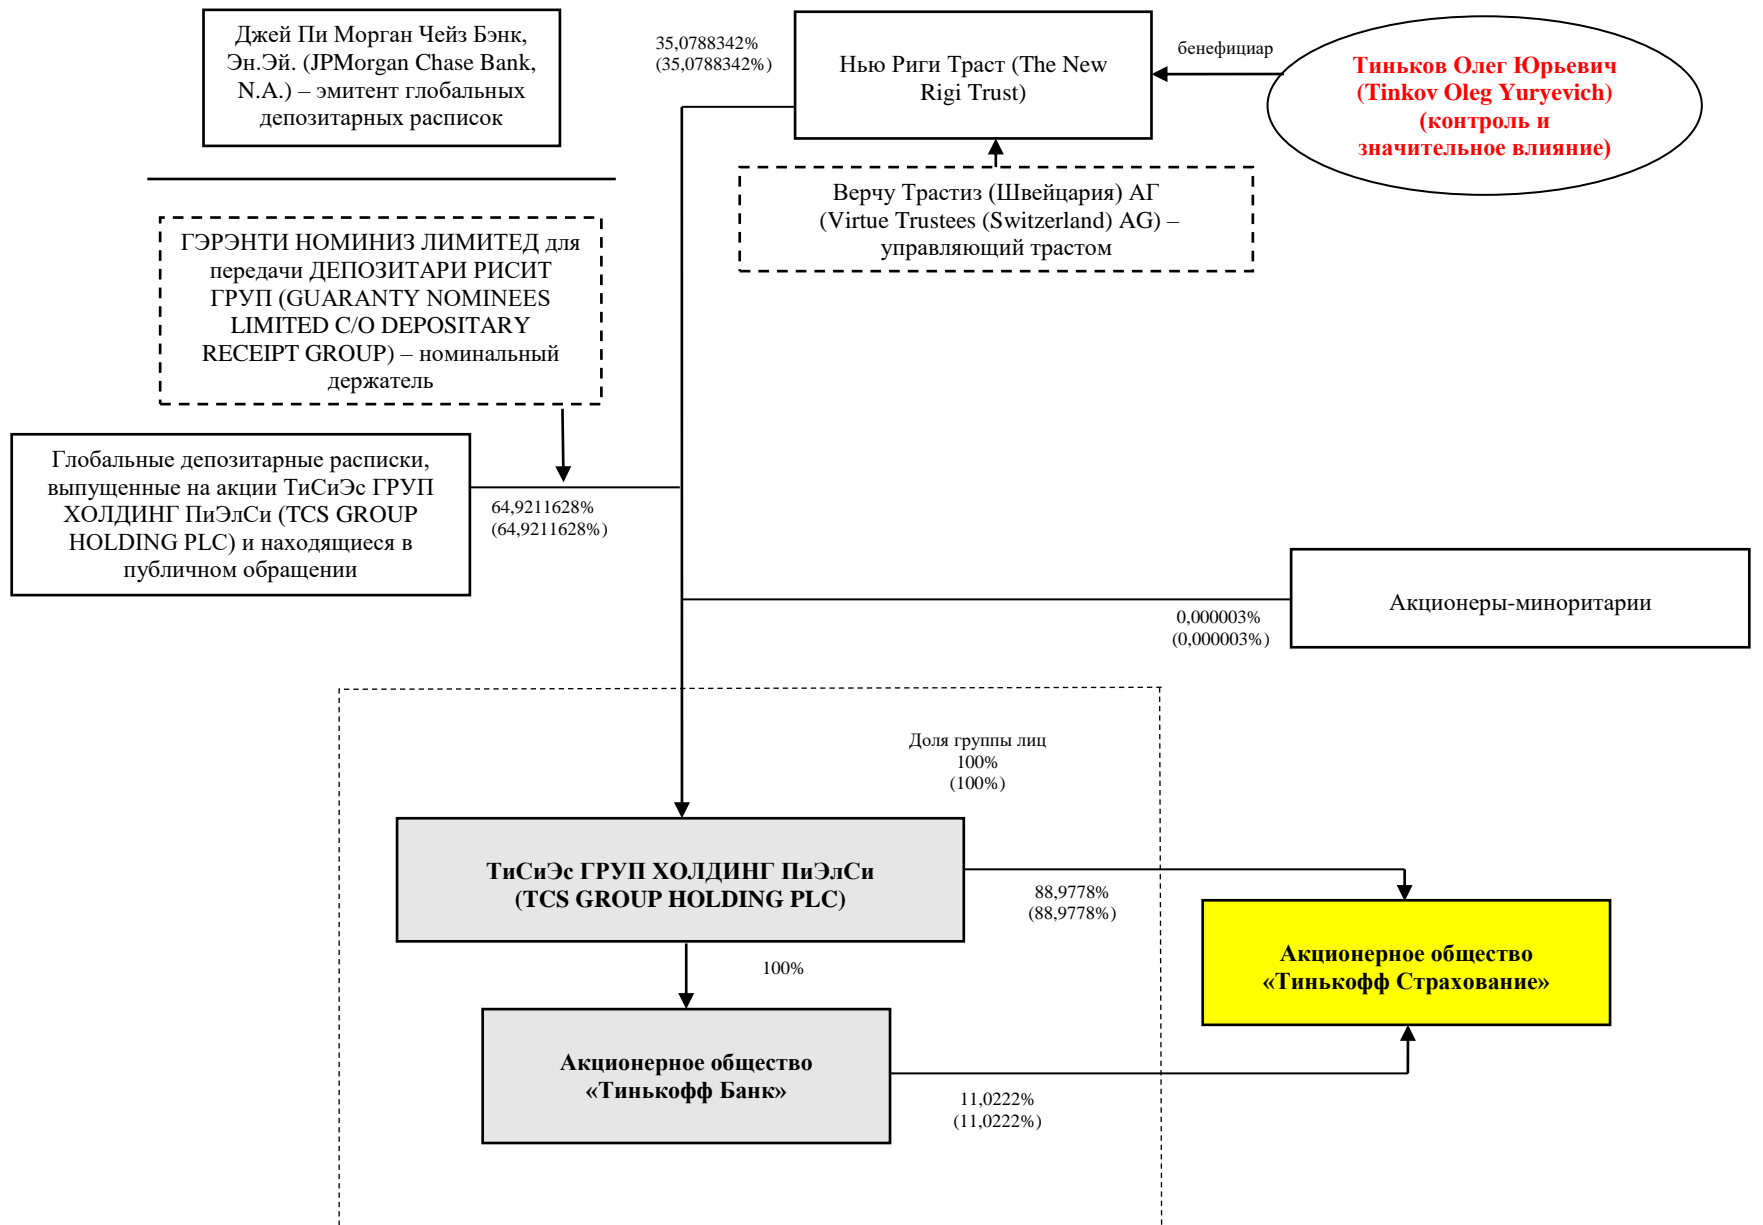 Джей Пи Морган Чейз Бэнк,
Эн.Эй. (JPMorgan Chase Bank,
N.A.) – эмитент глобальных
депозитарных расписок
35,0788342%
(35,0788342%)
Нью Риги Траст (The New
Rigi Trust)
бенефициар
Тиньков Олег Юрьевич
(Tinkov Oleg Yuryevich)
(контроль и
значительное влияние)
Верчу Трастиз (Швейцария) АГ
(Virtue Trustees (Switzerland) AG) –
управляющий трастом
ГЭРЭНТИ НОМИНИЗ ЛИМИТЕД для
передачи ДЕПОЗИТАРИ РИСИТ
ГРУП (GUARANTY NOMINEES
LIMITED C/O DEPOSITARY
RECEIPT GROUP) – номинальный
держатель
Глобальные депозитарные расписки,
выпущенные на акции ТиСиЭс ГРУП
ХОЛДИНГ ПиЭлСи (TCS GROUP
HOLDING PLC) и находящиеся в
публичном обращении
64,9211628%
(64,9211628%)
Акционеры-миноритарии
0,000003%
(0,000003%)
Доля группы лиц
100%
(100%)
ТиСиЭс ГРУП ХОЛДИНГ ПиЭлСи
(TCS GROUP HOLDING PLC)
88,9778%
(88,9778%)
Акционерное общество
«Тинькофф Страхование»
100%
Акционерное общество
«Тинькофф Банк»
11,0222%
(11,0222%)